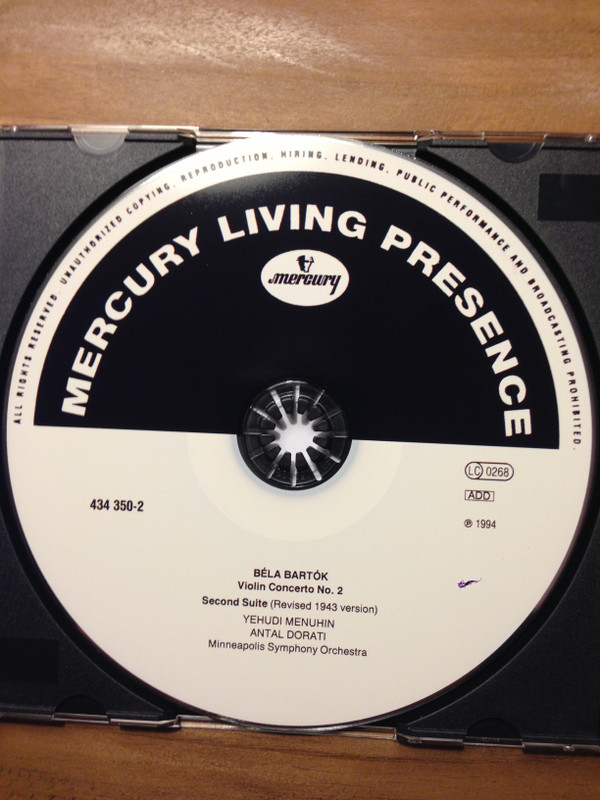 ALL RIGHTS RESERVED. UNAUTHORIZED COPYING, REPRODUCTION, HIRING, LENDING, PUBLIC PERFORMANCE AND BROADCASTING PROHIBITED.
MERCURY LIVING PRESENCE
mercury
LC 0268
ADD
434 350-2
℗ 1994
BÉLA BARTÓK
Violin Concerto No. 2
Second Suite (Revised 1943 version)
YEHUDI MENUHIN
ANTAL DORATI
Minneapolis Symphony Orchestra